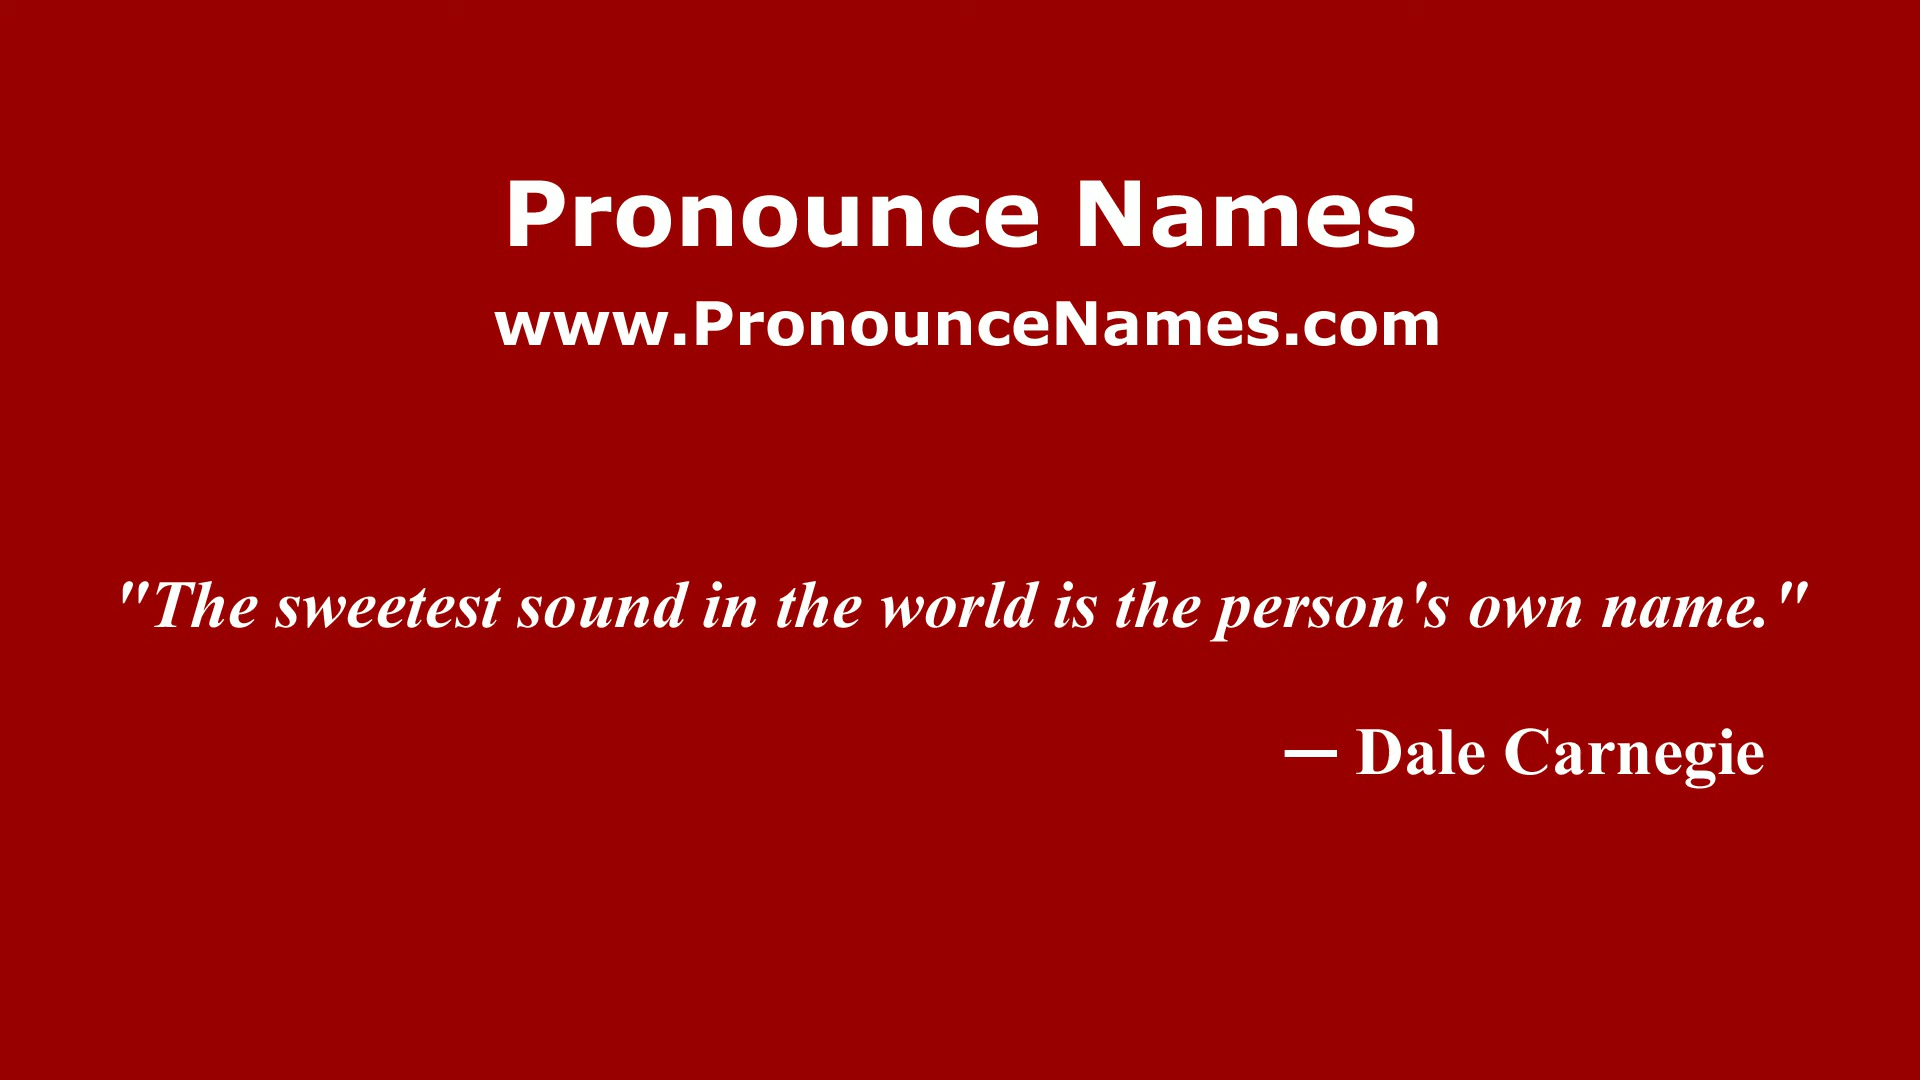 Pronounce Names
www.PronounceNames.com
"The sweetest sound in the world is the person's own name."
— Dale Carnegie